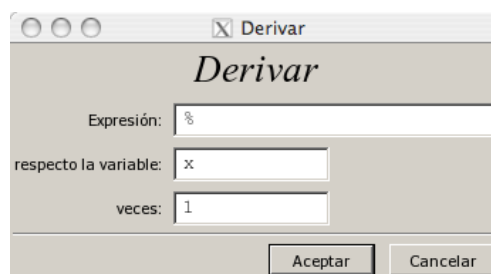 Derivar
Derivar
Expresión: %
respecto la variable: x
veces: 1
Aceptar Cancelar